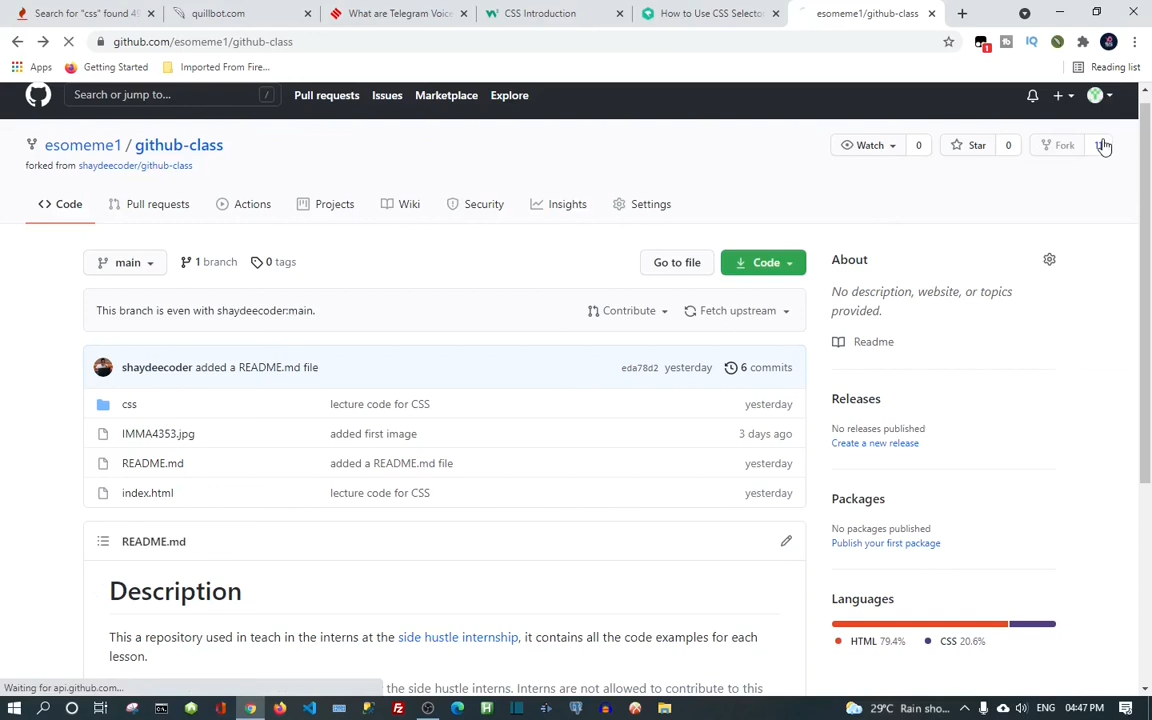 Search for "css" found 4
quillbot.com
What are Telegram Voice
CSS Introduction
How to Use CSS Selector
esomeme1/github-class
github.com/esomeme1/github-class
1
IQ
Apps
Getting Started
Imported From Fire...
Reading list
Search or jump to...
/
Pull requests
Issues
Marketplace
Explore
esomeme1 / github-class
Watch
0
Star
0
Fork
forked from shaydeecoder/github-class
Code
Pull requests
Actions
Projects
Wiki
Security
Insights
Settings
main
1 branch
0 tags
Go to file
Code
About
No description, website, or topics
provided.
This branch is even with shaydeecoder:main.
Contribute
Fetch upstream
Readme
shaydeecoder added a README.md file
eda78d2 yesterday
6 commits
css
lecture code for CSS
yesterday
Releases
IMMA4353.jpg
added first image
3 days ago
No releases published
Create a new release
README.md
added a README.md file
yesterday
index.html
lecture code for CSS
yesterday
Packages
No packages published
Publish your first package
README.md
Description
Languages
HTML 79.4%
CSS 20.6%
This a repository used in teach in the interns at the side hustle internship, it contains all the code examples for each
lesson.
the side hustle interns. Interns are not allowed to contribute to this
Waiting for api.github.com...
29°C Rain sho...
ENG
04:47 PM